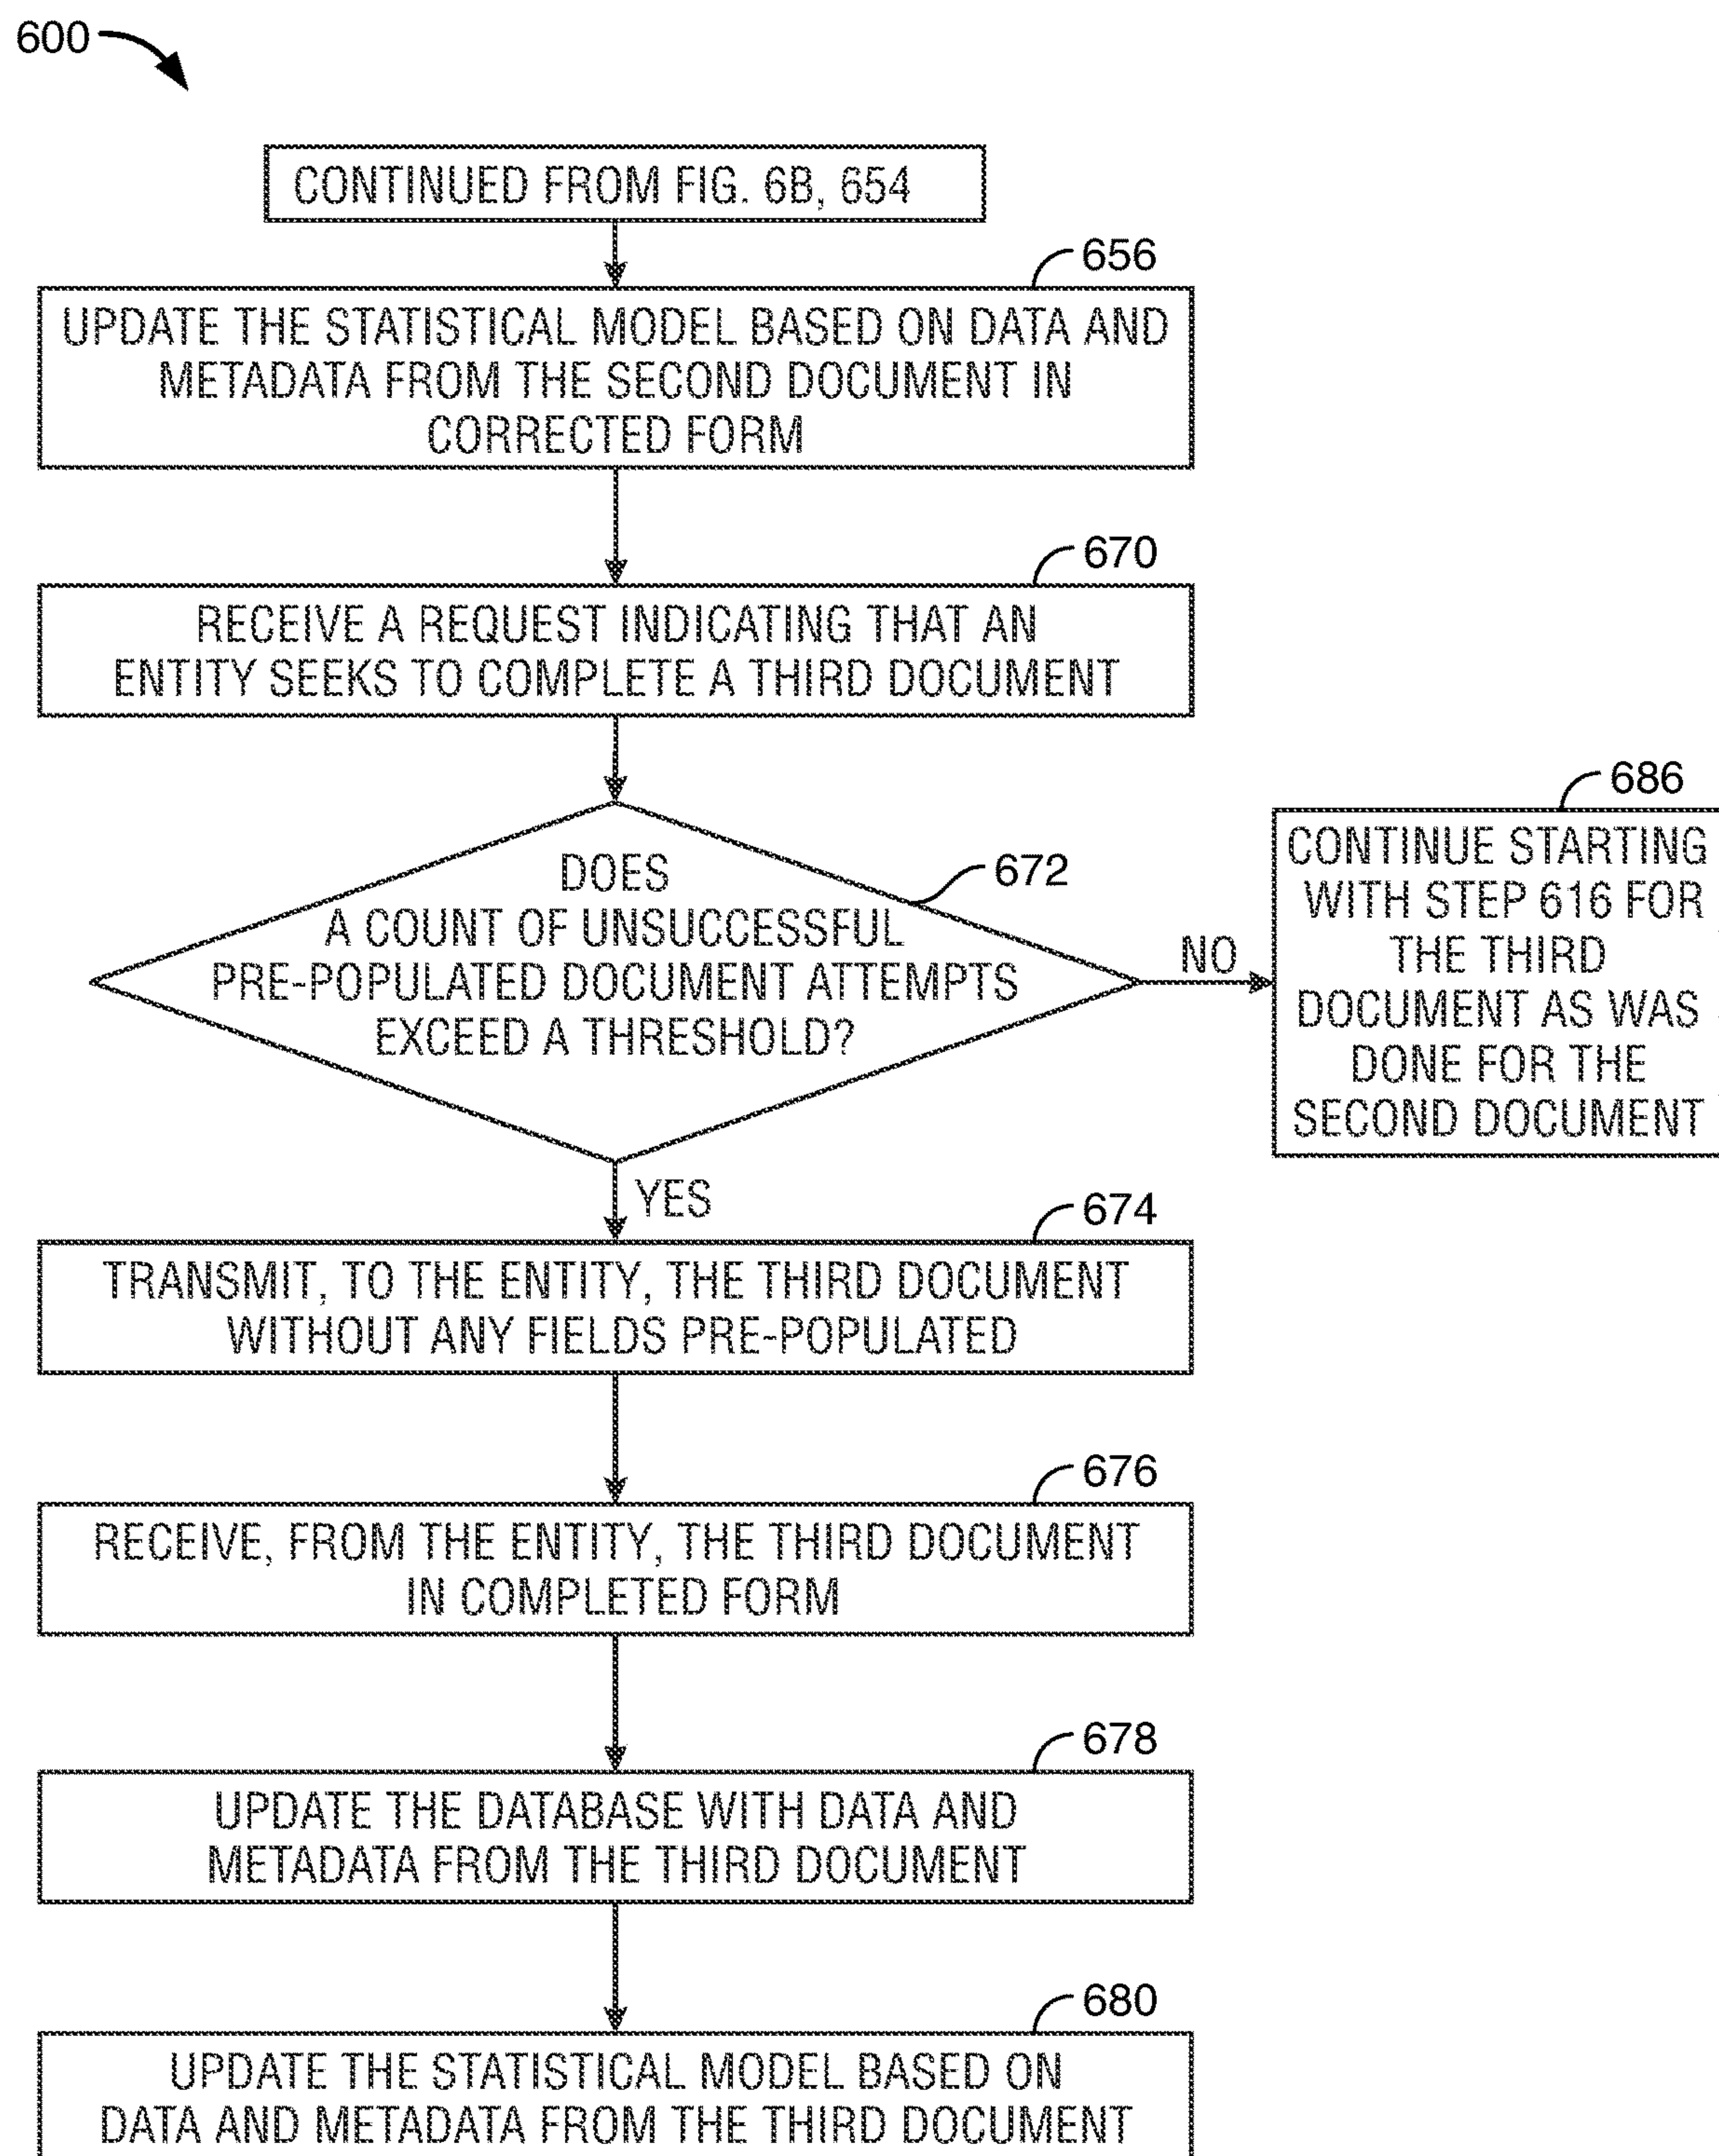 600
CONTINUED FROM FIG. 6B, 654
656
UPDATE THE STATISTICAL MODEL BASED ON DATA AND
METADATA FROM THE SECOND DOCUMENT IN
CORRECTED FORM
670
RECEIVE A REQUEST INDICATING THAT AN
ENTITY SEEKS TO COMPLETE A THIRD DOCUMENT
672
DOES
A COUNT OF UNSUCCESSFUL
PRE-POPULATED DOCUMENT ATTEMPTS
EXCEED A THRESHOLD?
NO
686
CONTINUE STARTING
WITH STEP 616 FOR
THE THIRD
DOCUMENT AS WAS
DONE FOR THE
SECOND DOCUMENT
YES
674
TRANSMIT, TO THE ENTITY, THE THIRD DOCUMENT
WITHOUT ANY FIELDS PRE-POPULATED
676
RECEIVE, FROM THE ENTITY, THE THIRD DOCUMENT
IN COMPLETED FORM
678
UPDATE THE DATABASE WITH DATA AND
METADATA FROM THE THIRD DOCUMENT
680
UPDATE THE STATISTICAL MODEL BASED ON
DATA AND METADATA FROM THE THIRD DOCUMENT